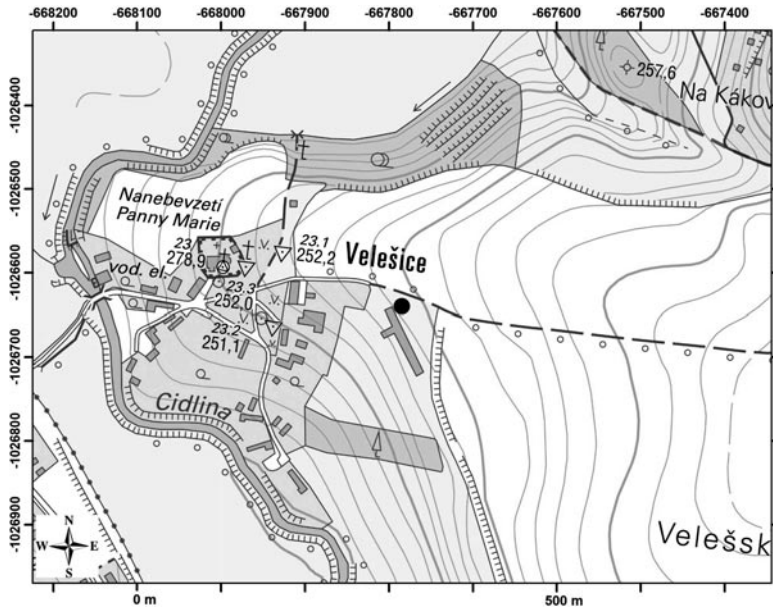 -668200 -668100 -668000 -667900 -667800 -667700 -667600 -667500 -667400
-1026400
-1026500
-1026600
-1026700
-1026800
-1026900
257,6
Na Kákov
Nanebevzetí
Panny Marie
23
278,9
23.1
252,2
Velešice
vod. el.
23.3
252,0
23.2
251,1
Cidlina
Velešsk
N
W E
S
0 m 500 m